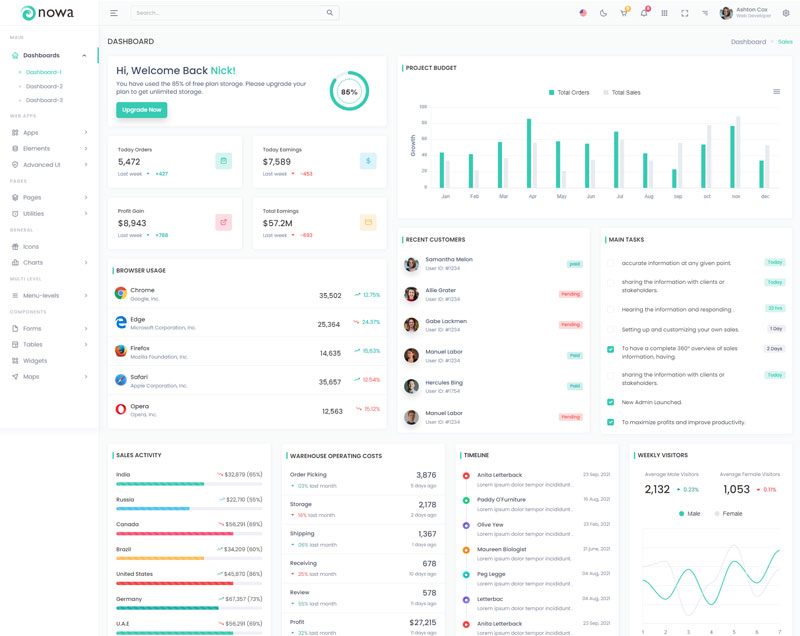 nowa
Search...
5
6
Ashton Cox
Web Developer
MAIN
Dashboards
Dashboard-1
Dashboard-2
Dashboard-3
WEB APPS
Apps
Elements
Advanced UI
PAGES
Pages
Utilities
GENERAL
Icons
Charts
MULTI LEVEL
Menu-levels
COMPONENTS
Forms
Tables
Widgets
Maps
DASHBOARD
Dashboard
Sales
Hi, Welcome Back Nick!
You have used the 85% of free plan storage. Please upgrade your
plan to get unlimited storage.
Upgrade Now
85%
Today Orders
5,472
Last week +427
Today Earnings
$7,589
Last week -453
Profit Gain
$8,943
Last week +788
Total Earnings
$57.2M
Last week -693
PROJECT BUDGET
Total Orders Total Sales
Growth
100
80
60
40
20
0
Jan Feb Mar Apr May Jun Jul Aug sep oct nov dec
BROWSER USAGE
Chrome
Google, Inc.
35,502 12.75%
Edge
Microsoft Corporation, Inc.
25,364 24.37%
Firefox
Mozilla Foundation, Inc.
14,635 15.63%
Safari
Apple Corporation, Inc.
35,657 12.54%
Opera
Opera, Inc.
12,563 15.12%
RECENT CUSTOMERS
Samantha Melon
User ID: #1234
paid
Allie Grater
User ID: #1234
Pending
Gabe Lackmen
User ID: #1234
Pending
Manuel Labor
User ID: #1234
Paid
Hercules Bing
User ID: #1754
Paid
Manuel Labor
User ID: #1234
Pending
MAIN TASKS
accurate information at any given point.
Today
sharing the information with clients or
stakeholders.
Today
Hearing the information and responding .
22 hrs
Setting up and customizing your own sales.
1 Day
To have a complete 360° overview of sales
information, having.
2 Days
sharing the information with clients or
stakeholders.
Today
New Admin Launched.
To maximize profits and improve productivity.
SALES ACTIVITY
India $32,879 (65%)
Russia $22,710 (55%)
Canada $56,291 (69%)
Brazil $34,209 (60%)
United States $45,870 (86%)
Germany $67,357 (73%)
U.A.E $56,291 (69%)
WAREHOUSE OPERATING COSTS
Order Picking 3,876
03% last month 5 days ago
Storage 2,178
16% last month 2 days ago
Shipping 1,367
06% last month 1 days ago
Receiving 678
25% last month 10 days ago
Review 578
55% last month 11 days ago
Profit $27,215
TIMELINE
Anita Letterback 23 Sep, 2021
Lorem ipsum dolor tempor incididunt .
Paddy O'Furniture 16 Aug, 2021
Lorem ipsum dolor tempor incididunt .
Olive Yew 23 Feb, 2021
Lorem ipsum dolor tempor incididunt .
Maureen Biologist 21 june, 2021
Lorem ipsum dolor tempor incididunt .
Peg Legge 04 Aug, 2021
Lorem ipsum dolor tempor incididunt .
Letterbac 04 Aug, 2021
Lorem ipsum dolor tempor incididunt .
Anita Letterback
WEEKLY VISITORS
Average Male Visitors
2,132 0.23%
Average Female Visitors
1,053 0.11%
Male Female
1 2 3 4 5 6 7